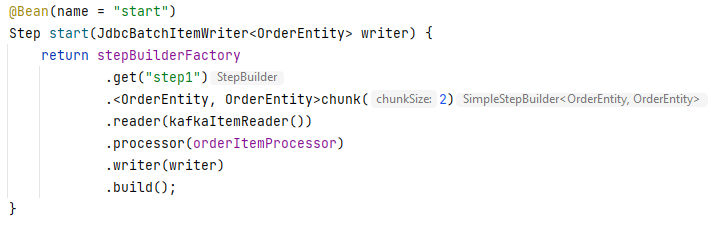 @Bean(name = "start")
Step start(JdbcBatchItemWriter<OrderEntity> writer) {
    return stepBuilderFactory
            .get("step1") StepBuilder
            .<OrderEntity, OrderEntity>chunk( chunkSize: 2) SimpleStepBuilder<OrderEntity, OrderEntity>
            .reader(kafkaItemReader())
            .processor(orderItemProcessor)
            .writer(writer)
            .build();
}